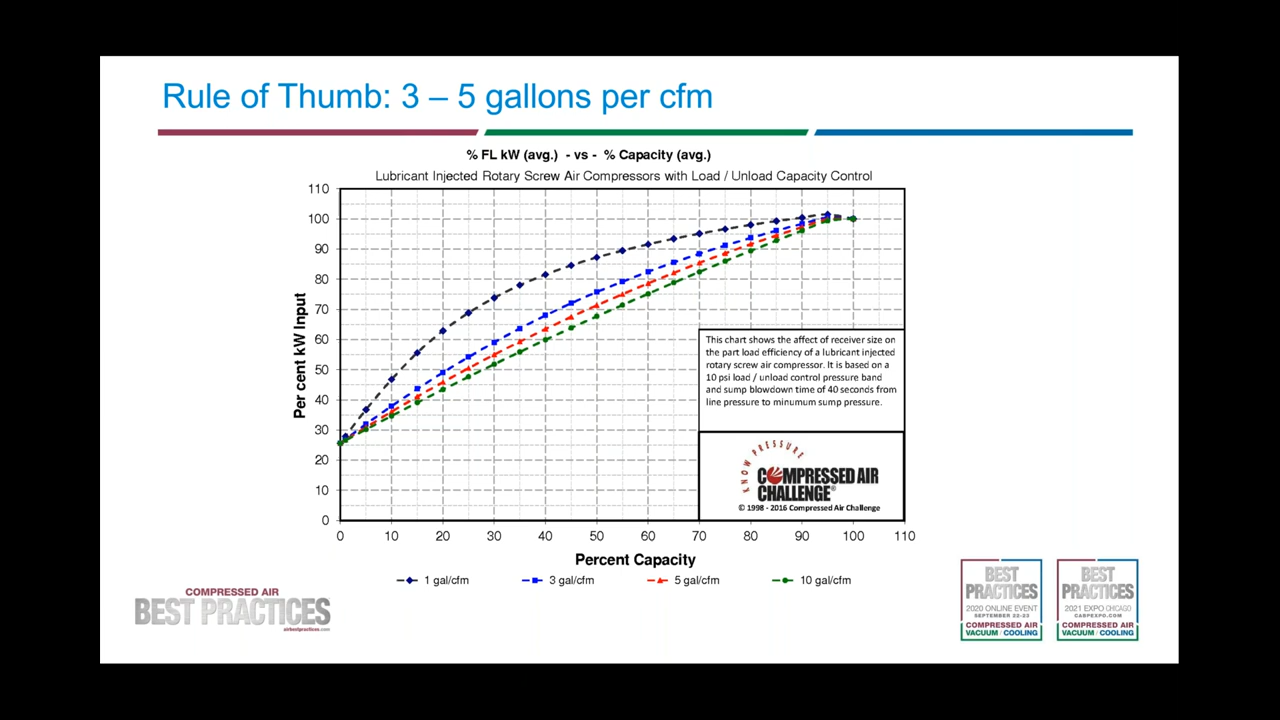 Rule of Thumb: 3 – 5 gallons per cfm
% FL kW (avg.) - vs - % Capacity (avg.)
Lubricant Injected Rotary Screw Air Compressors with Load / Unload Capacity Control
110
100
90
80
70
60
50
40
30
20
10
0
Per cent kW Input
0 10 20 30 40 50 60 70 80 90 100 110
Percent Capacity
1 gal/cfm 3 gal/cfm 5 gal/cfm 10 gal/cfm
This chart shows the affect of receiver size on
the part load efficiency of a lubricant injected
rotary screw air compressor. It is based on a
10 psi load / unload control pressure band
and sump blowdown time of 40 seconds from
line pressure to minumum sump pressure.
KNOW PRESSURE
COMPRESSED AIR
CHALLENGE®
© 1998 - 2016 Compressed Air Challenge
COMPRESSED AIR
BEST PRACTICES
airbestpractices.com
BEST
PRACTICES
2020 ONLINE EVENT
SEPTEMBER 22-23
COMPRESSED AIR
VACUUM / COOLING
BEST
PRACTICES
2021 EXPO CHICAGO
CABPEXPO.COM
COMPRESSED AIR
VACUUM / COOLING